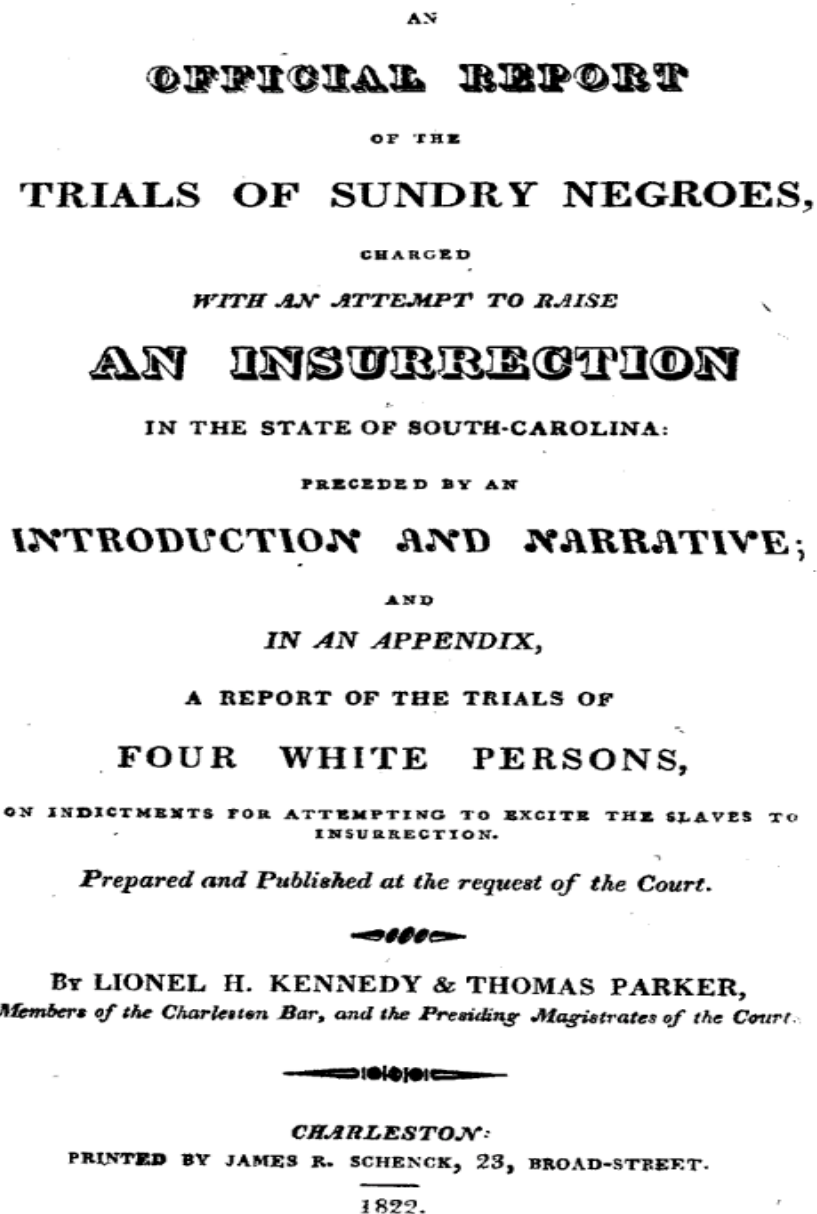 AN
OFFICIAL REPORT
OF THE
TRIALS OF SUNDRY NEGROES,
CHARGED
WITH AN ATTEMPT TO RAISE
AN INSURRECTION
IN THE STATE OF SOUTH-CAROLINA:
PRECEDED BY AN
INTRODUCTION AND NARRATIVE;
AND
IN AN APPENDIX,
A REPORT OF THE TRIALS OF
FOUR WHITE PERSONS,
ON INDICTMENTS FOR ATTEMPTING TO EXCITE THE SLAVES TO
INSURRECTION.
Prepared and Published at the request of the Court.
BY LIONEL H. KENNEDY & THOMAS PARKER,
Members of the Charleston Bar, and the Presiding Magistrates of the Court.
CHARLESTON:
PRINTED BY JAMES R. SCHENCK, 23, BROAD-STREET.
1822.